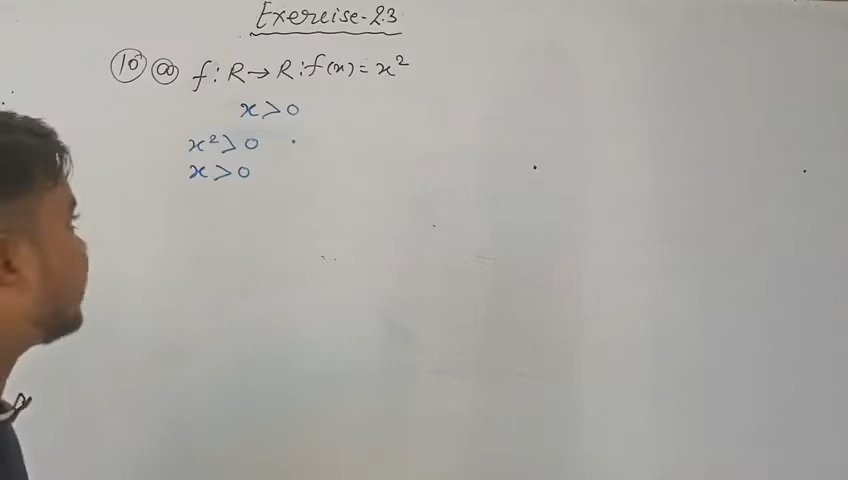 Exercise-2.3
10 a f: R→R: f(x) = x²
x>0
x²>0
x>0